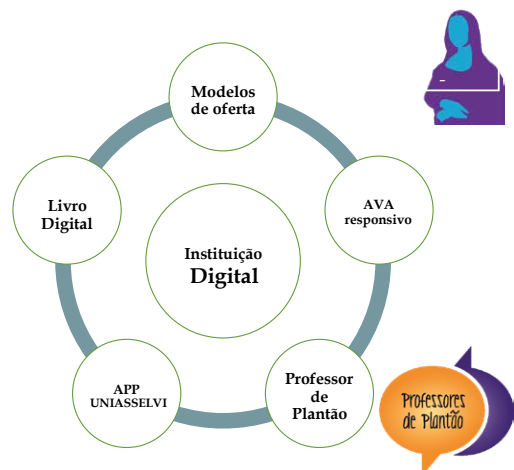 Modelos
de oferta
Livro
Digital
AVA
responsivo
Instituição
Digital
APP
UNIASSELVI
Professor
de
Plantão
Professores
de Plantão